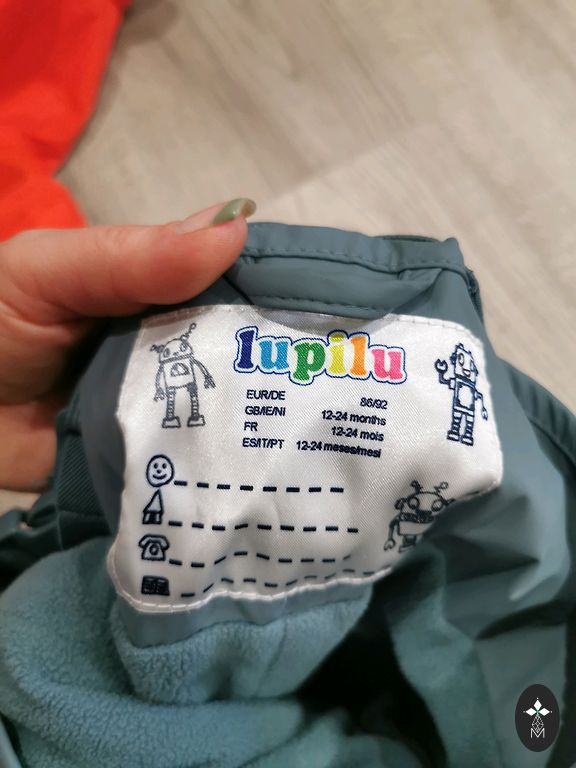 lupilu
EUR/DE 86/92
GB/IE/NI 12-24 months
FR 12-24 mois
ES/IT/PT 12-24 meses/mesi
M